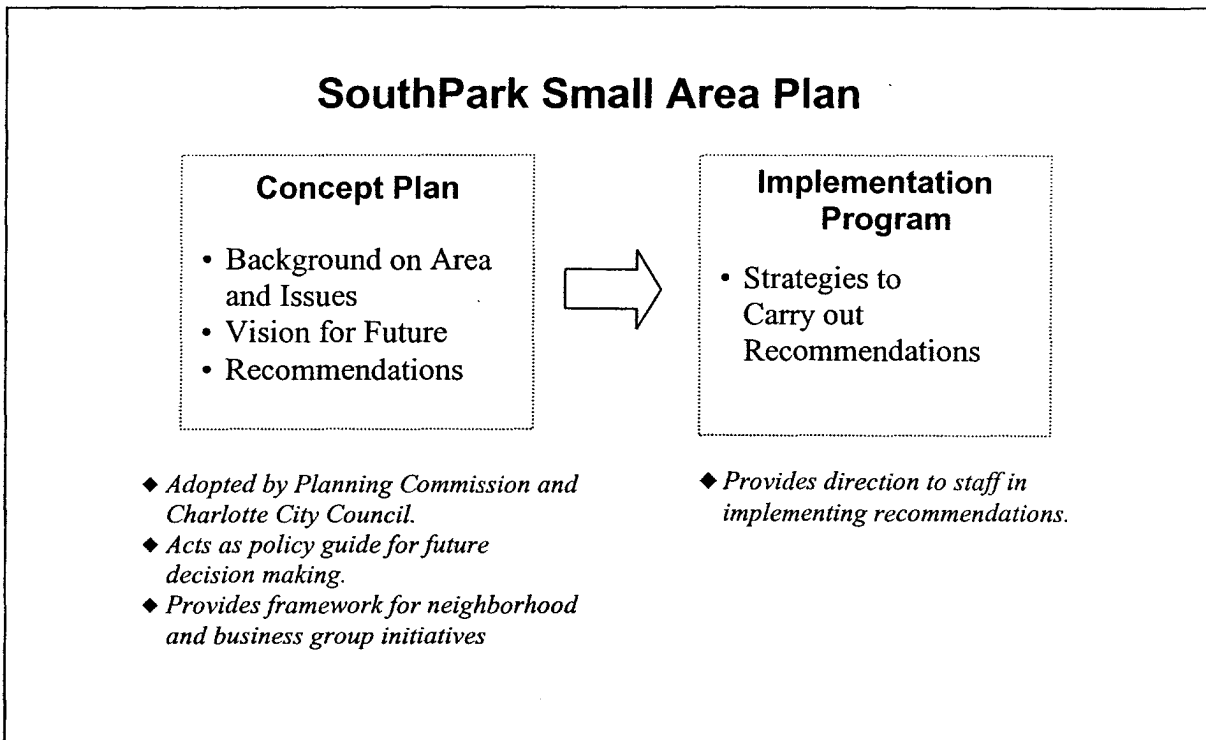 SouthPark Small Area Plan
Concept Plan
• Background on Area
and Issues
• Vision for Future
• Recommendations
Implementation
Program
• Strategies to
Carry out
Recommendations
◆ Adopted by Planning Commission and
Charlotte City Council.
◆ Acts as policy guide for future
decision making.
◆ Provides framework for neighborhood
and business group initiatives
◆ Provides direction to staff in
implementing recommendations.